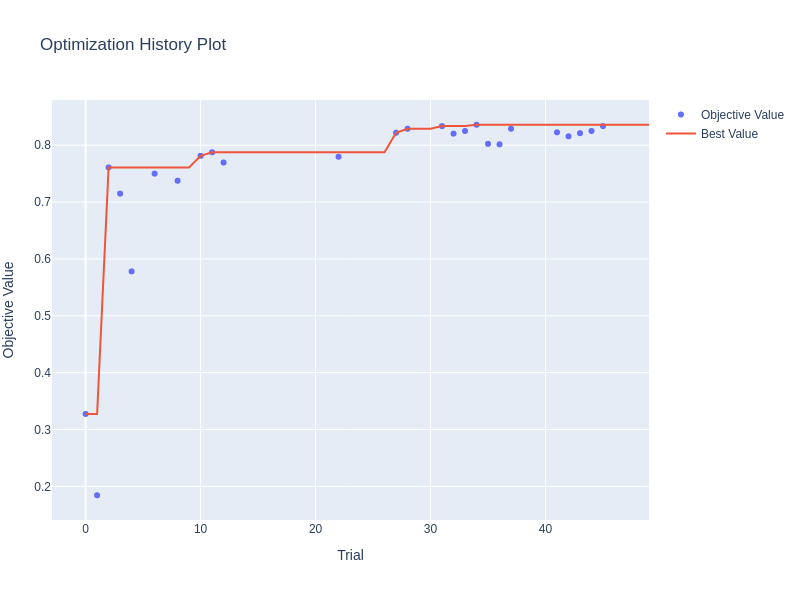 Optimization History Plot
Objective Value
Best Value
0.8
0.7
0.6
0.5
0.4
0.3
0.2
Objective Value
0 10 20 30 40
Trial